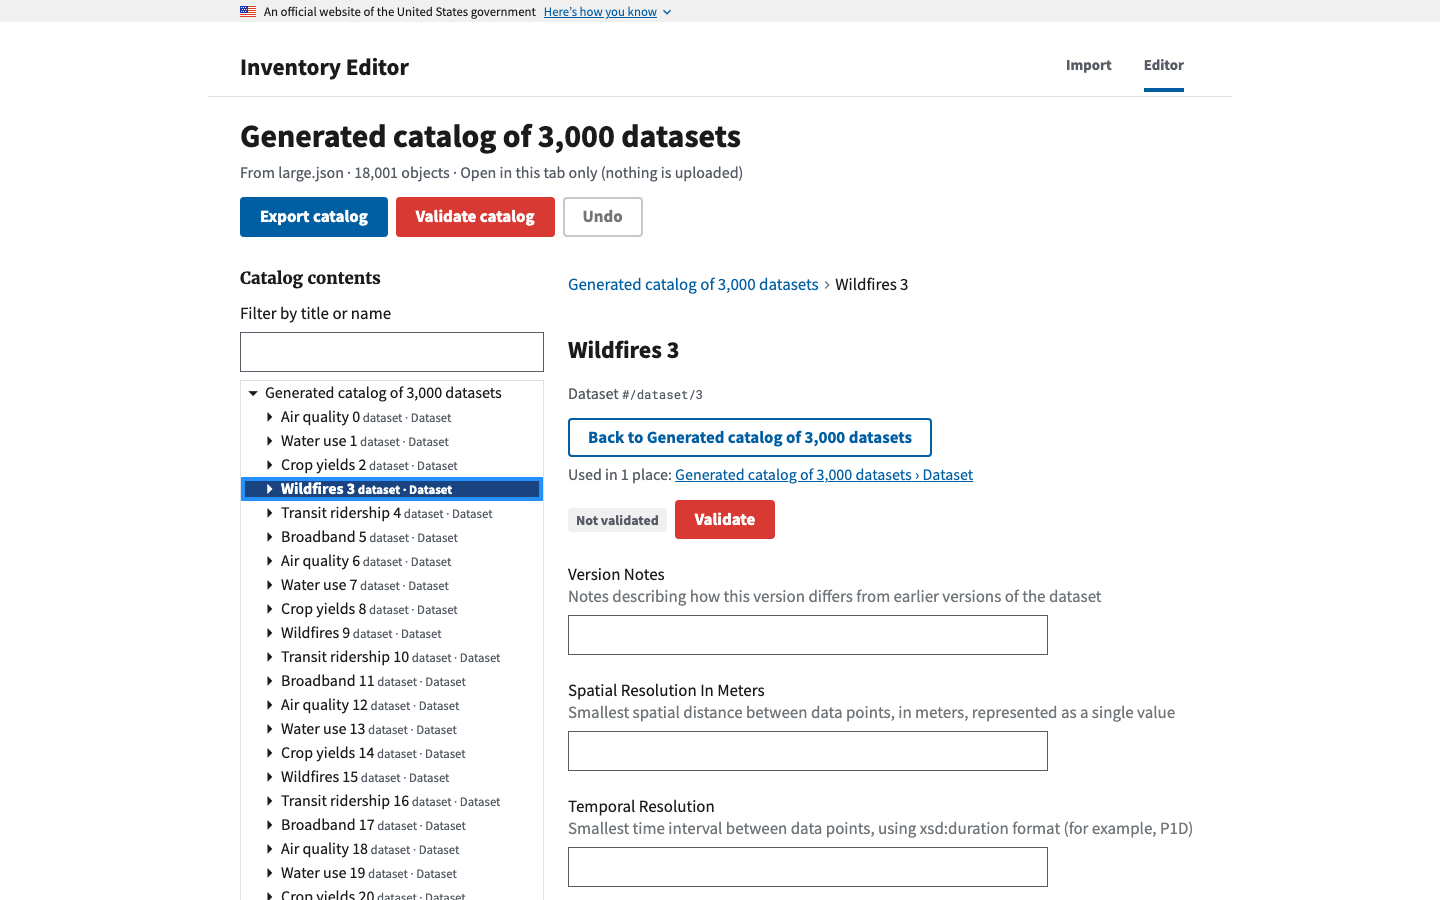 An official website of the United States government Here's how you know
Inventory Editor
Import
Editor
Generated catalog of 3,000 datasets
From large.json · 18,001 objects · Open in this tab only (nothing is uploaded)
Export catalog
Validate catalog
Undo
Catalog contents
Filter by title or name
Generated catalog of 3,000 datasets
Air quality 0 dataset · Dataset
Water use 1 dataset · Dataset
Crop yields 2 dataset · Dataset
Wildfires 3 dataset · Dataset
Transit ridership 4 dataset · Dataset
Broadband 5 dataset · Dataset
Air quality 6 dataset · Dataset
Water use 7 dataset · Dataset
Crop yields 8 dataset · Dataset
Wildfires 9 dataset · Dataset
Transit ridership 10 dataset · Dataset
Broadband 11 dataset · Dataset
Air quality 12 dataset · Dataset
Water use 13 dataset · Dataset
Crop yields 14 dataset · Dataset
Wildfires 15 dataset · Dataset
Transit ridership 16 dataset · Dataset
Broadband 17 dataset · Dataset
Air quality 18 dataset · Dataset
Water use 19 dataset · Dataset
Crop yields 20 dataset · Dataset
Generated catalog of 3,000 datasets › Wildfires 3
Wildfires 3
Dataset #/dataset/3
Back to Generated catalog of 3,000 datasets
Used in 1 place: Generated catalog of 3,000 datasets › Dataset
Not validated
Validate
Version Notes
Notes describing how this version differs from earlier versions of the dataset
Spatial Resolution In Meters
Smallest spatial distance between data points, in meters, represented as a single value
Temporal Resolution
Smallest time interval between data points, using xsd:duration format (for example, P1D)